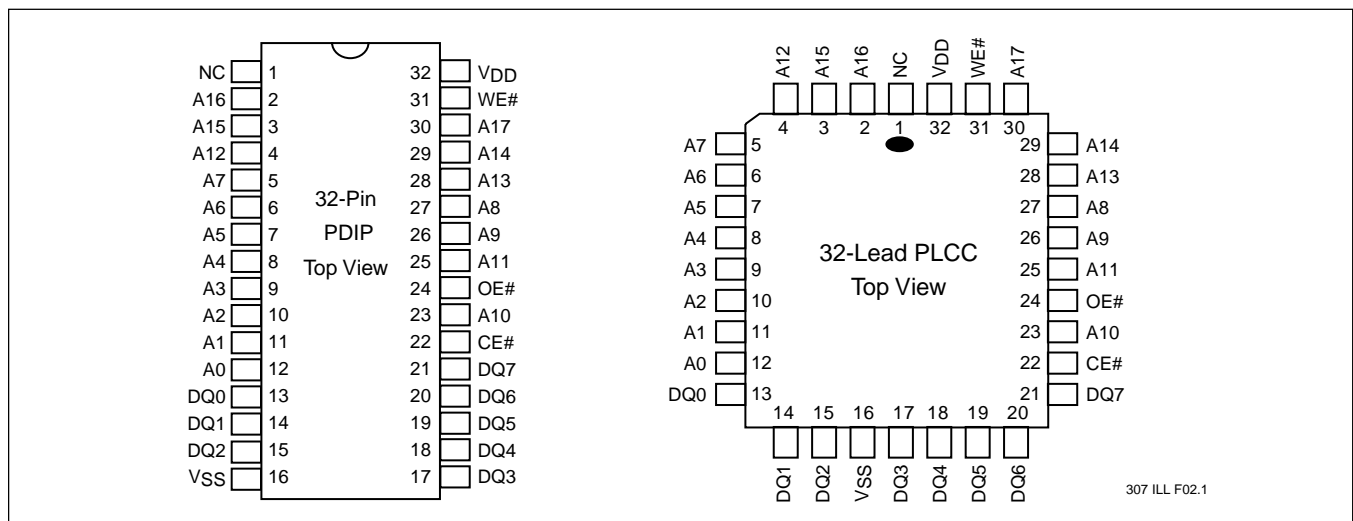 NC 1 32 VDD
A16 2 31 WE#
A15 3 30 A17
A12 4 29 A14
A7 5 28 A13
A6 6 27 A8
A5 7 26 A9
A4 8 25 A11
A3 9 24 OE#
A2 10 23 A10
A1 11 22 CE#
A0 12 21 DQ7
DQ0 13 20 DQ6
DQ1 14 19 DQ5
DQ2 15 18 DQ4
VSS 16 17 DQ3
32-Pin
PDIP
Top View
A12 A15 A16 NC VDD WE# A17
4 3 2 1 32 31 30
A7 5 29 A14
A6 6 28 A13
A5 7 27 A8
A4 8 26 A9
A3 9 25 A11
A2 10 24 OE#
A1 11 23 A10
A0 12 22 CE#
DQ0 13 21 DQ7
32-Lead PLCC
Top View
14 15 16 17 18 19 20
DQ1 DQ2 VSS DQ3 DQ4 DQ5 DQ6
307 ILL F02.1